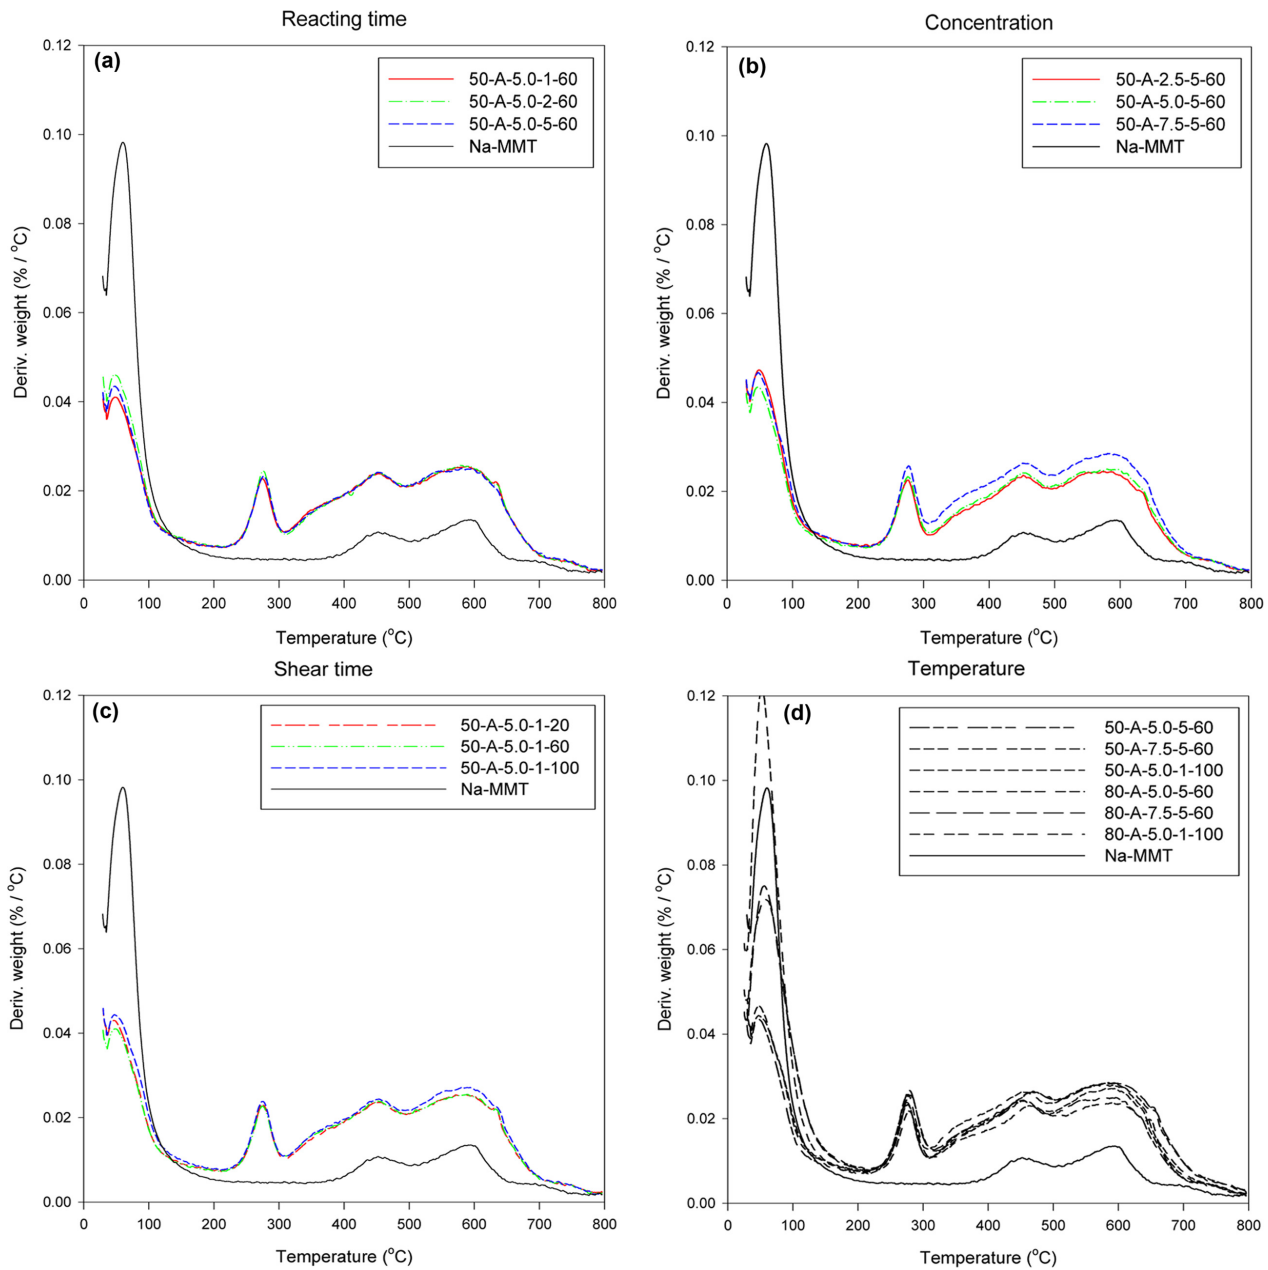 Reacting time
(a)
50-A-5.0-1-60
50-A-5.0-2-60
50-A-5.0-5-60
Na-MMT
0.12
0.10
0.08
0.06
0.04
0.02
0.00
Deriv. weight (% / °C)
0 100 200 300 400 500 600 700 800
Temperature (°C)
Concentration
(b)
50-A-2.5-5-60
50-A-5.0-5-60
50-A-7.5-5-60
Na-MMT
0.12
0.10
0.08
0.06
0.04
0.02
0.00
Deriv. weight (% / °C)
0 100 200 300 400 500 600 700 800
Temperature (°C)
Shear time
(c)
50-A-5.0-1-20
50-A-5.0-1-60
50-A-5.0-1-100
Na-MMT
0.12
0.10
0.08
0.06
0.04
0.02
0.00
Deriv. weight (% / °C)
0 100 200 300 400 500 600 700 800
Temperature (°C)
Temperature
(d)
50-A-5.0-5-60
50-A-7.5-5-60
50-A-5.0-1-100
80-A-5.0-5-60
80-A-7.5-5-60
80-A-5.0-1-100
Na-MMT
0.12
0.10
0.08
0.06
0.04
0.02
0.00
Deriv. weight (% / °C)
0 100 200 300 400 500 600 700 800
Temperature (°C)